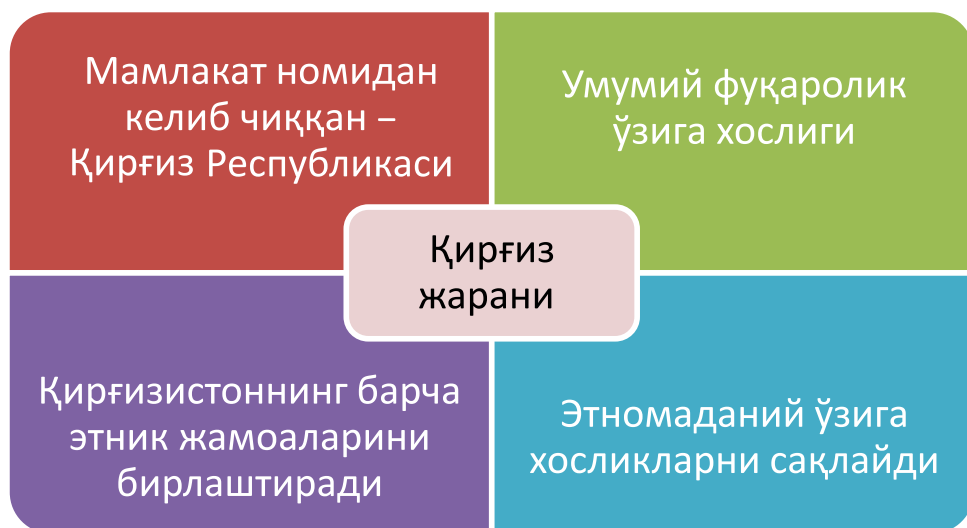 Мамлакат номидан
келиб чиққан –
Қирғиз Республикаси
Умумий фуқаролик
ўзига хослиги
Қирғиз
жарани
Қирғизистоннинг барча
этник жамоаларини
бирлаштиради
Этномаданий ўзига
хосликларни сақлайди